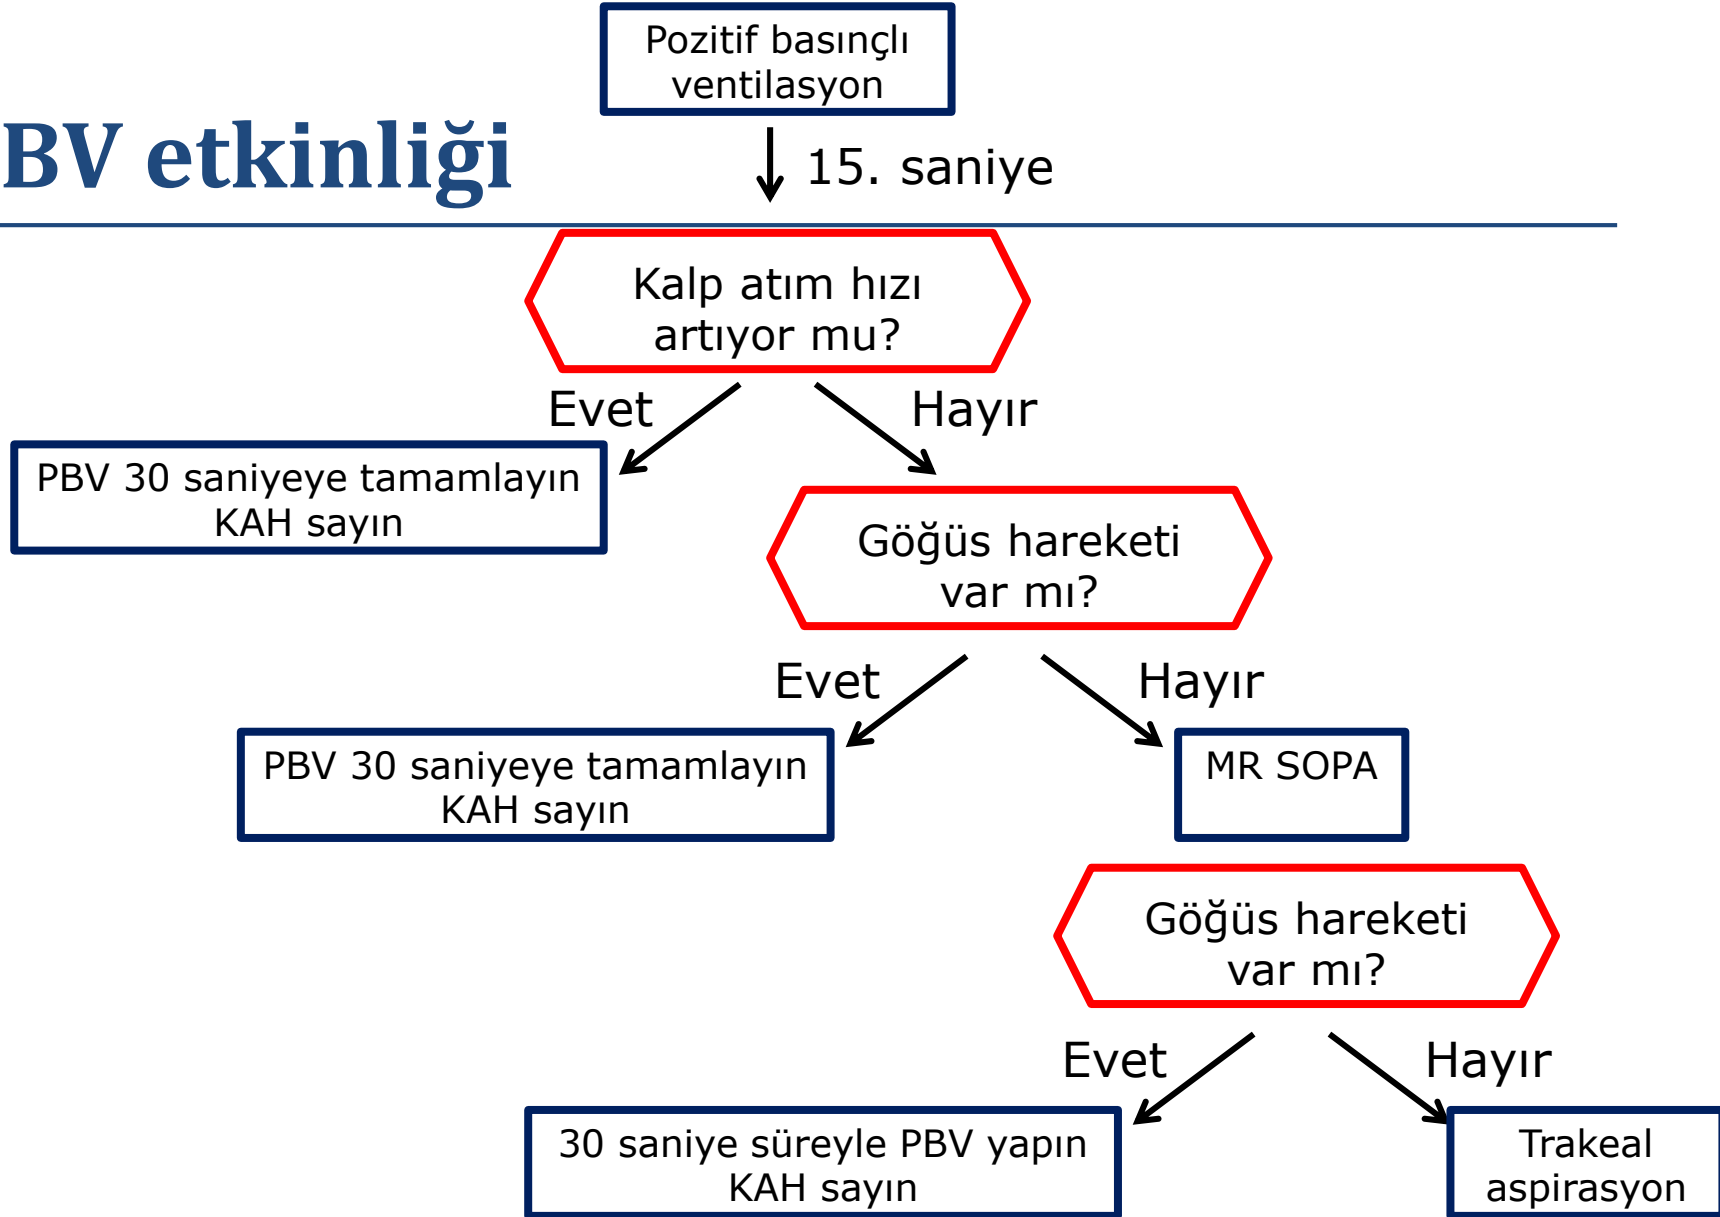 Pozitif basınçlı
ventilasyon
BV etkinliği
15. saniye
Kalp atım hızı
artıyor mu?
Evet
Hayır
PBV 30 saniyeye tamamlayın
KAH sayın
Göğüs hareketi
var mı?
Evet
Hayır
PBV 30 saniyeye tamamlayın
KAH sayın
MR SOPA
Göğüs hareketi
var mı?
Evet
Hayır
30 saniye süreyle PBV yapın
KAH sayın
Trakeal
aspirasyon